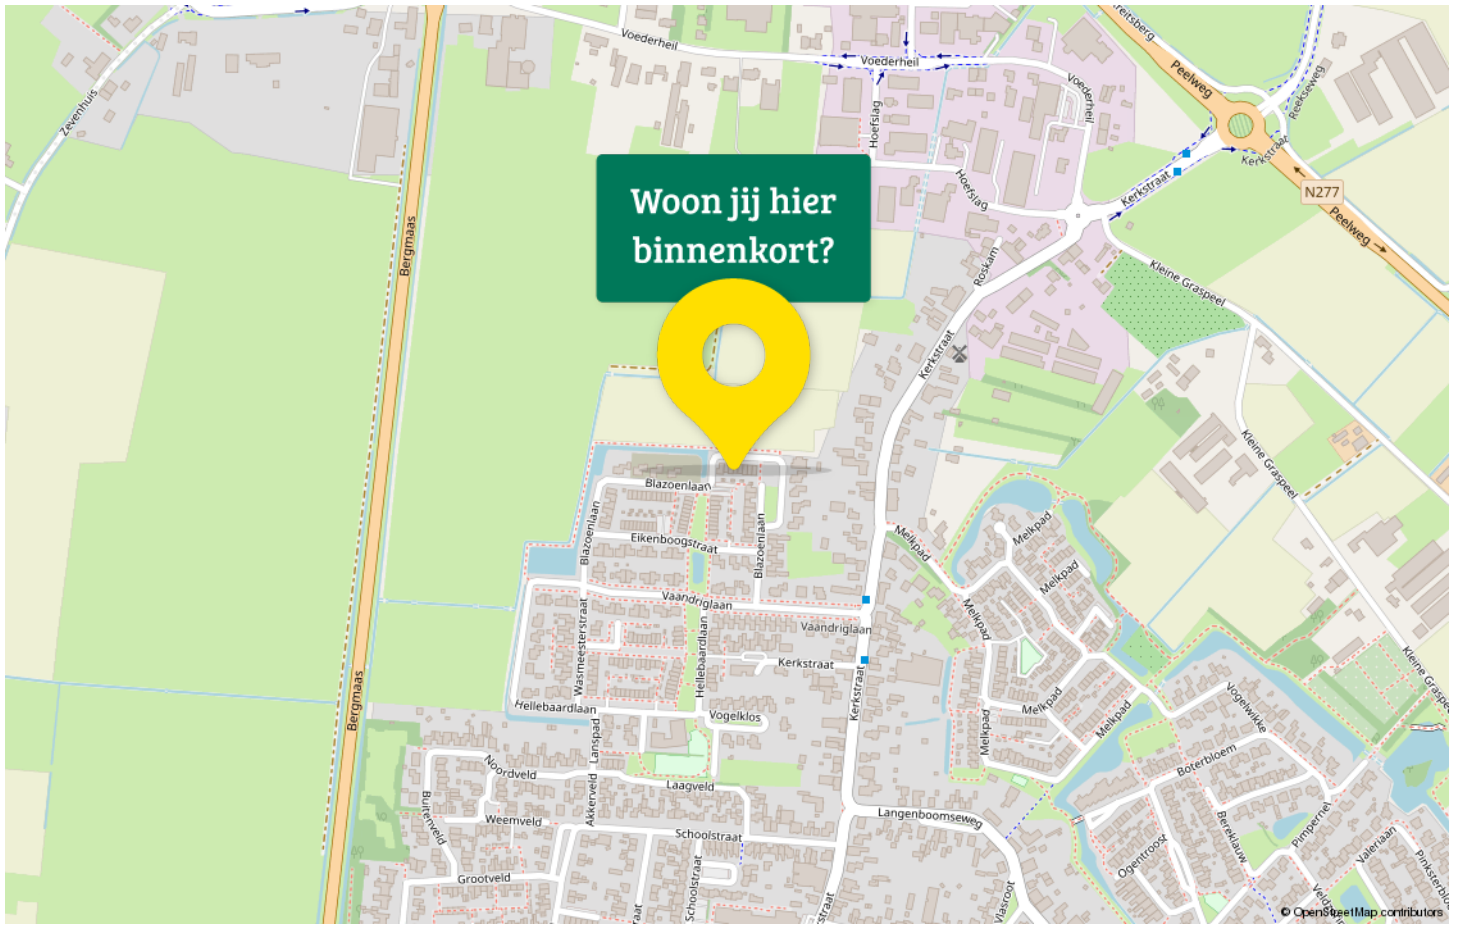 Voederheil
Voederheil
Voederheil
Peelweg
Reekseweg
Zevenhuis
Hoefslag
Kerkstraat
Woon jij hier
binnenkort?
Hoefslag
Kerkstraat
N277
Peelweg
Bergmaas
Roskam
Kleine Graspeel
Kerkstraat
Kleine Graspeel
Blazoenlaan
Blazoenlaan
Blazoenlaan
Eikenboogstraat
Melkpad
Melkpad
Melkpad
Melkpad
Vaandriglaan
Vaandriglaan
Wasmeesterstraat
Hellebaardlaan
Kerkstraat
Kerkstraat
Kleine Graspe
Bergmaas
Hellebaardlaan
Vogelklos
Melkpad
Melkpad
Melkpad
Vogelwikke
Lanspad
Noordveld
Laagveld
Boterbloem
Buitenveld
Akkerveld
Weemveld
Schoolstraat
Langenboomseweg
Bereklauw
Pimpernel
Valeriaan
Ogentroost
Grootveld
Schoolstraat
Vlasroot
© OpenStreetMap contributors